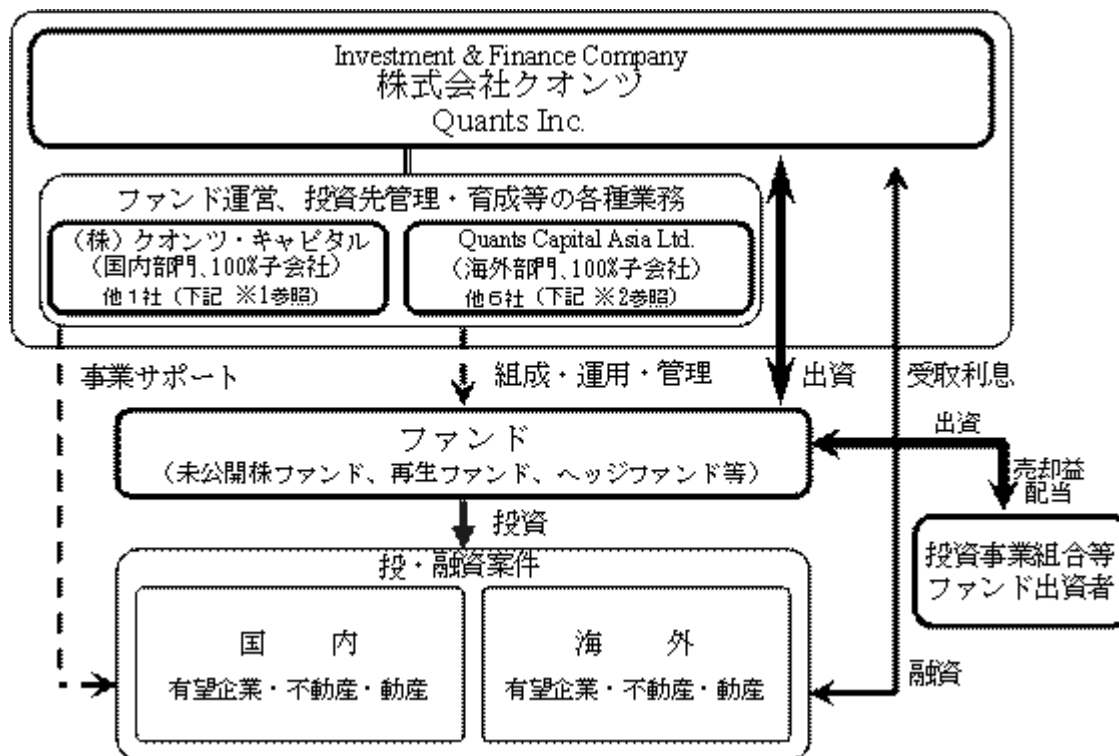 Investment & Finance Company
株式会社クオンツ
Quants Inc.
ファンド運営、投資先管理・育成等の各種業務
（株）クオンツ・キャピタル
（国内部門、100%子会社）
他１社（下記 ※1参照）
Quants Capital Asia Ltd.
（海外部門、100%子会社）
他６社（下記 ※2参照）
事業サポート
組成・運用・管理
出資
受取利息
ファンド
（未公開株ファンド、再生ファンド、ヘッジファンド等）
出資
売却益
配当
投資
投資事業組合等
ファンド出資者
投・融資案件
国 内
有望企業・不動産・動産
海 外
有望企業・不動産・動産
融資